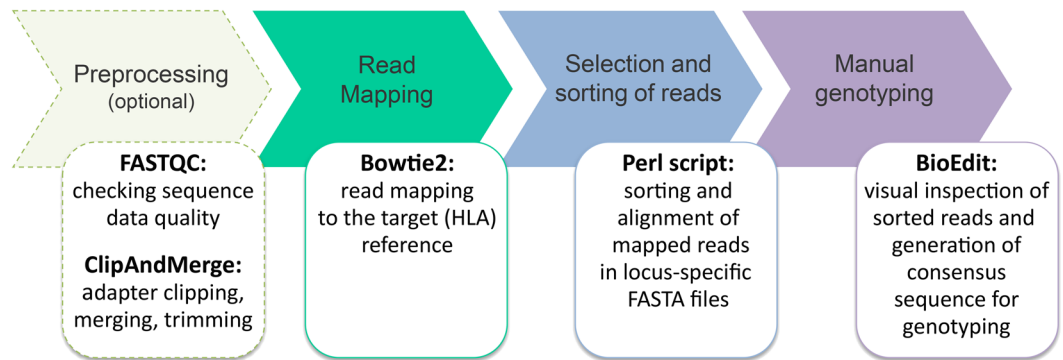 Preprocessing
(optional)
Read
Mapping
Selection and
sorting of reads
Manual
genotyping
FASTQC:
checking sequence
data quality
ClipAndMerge:
adapter clipping,
merging, trimming
Bowtie2:
read mapping
to the target (HLA)
reference
Perl script:
sorting and
alignment of
mapped reads
in locus-specific
FASTA files
BioEdit:
visual inspection of
sorted reads and
generation of
consensus
sequence for
genotyping